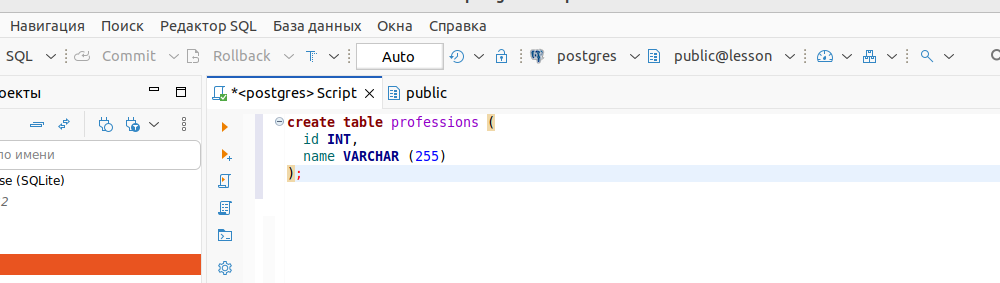 Навигация Поиск Редактор SQL База данных Окна Справка
SQL Commit Rollback Auto postgres public@lesson
оекты *<postgres> Script public
create table professions (
id INT,
name VARCHAR (255)
);
по имени
se (SQLite)
2